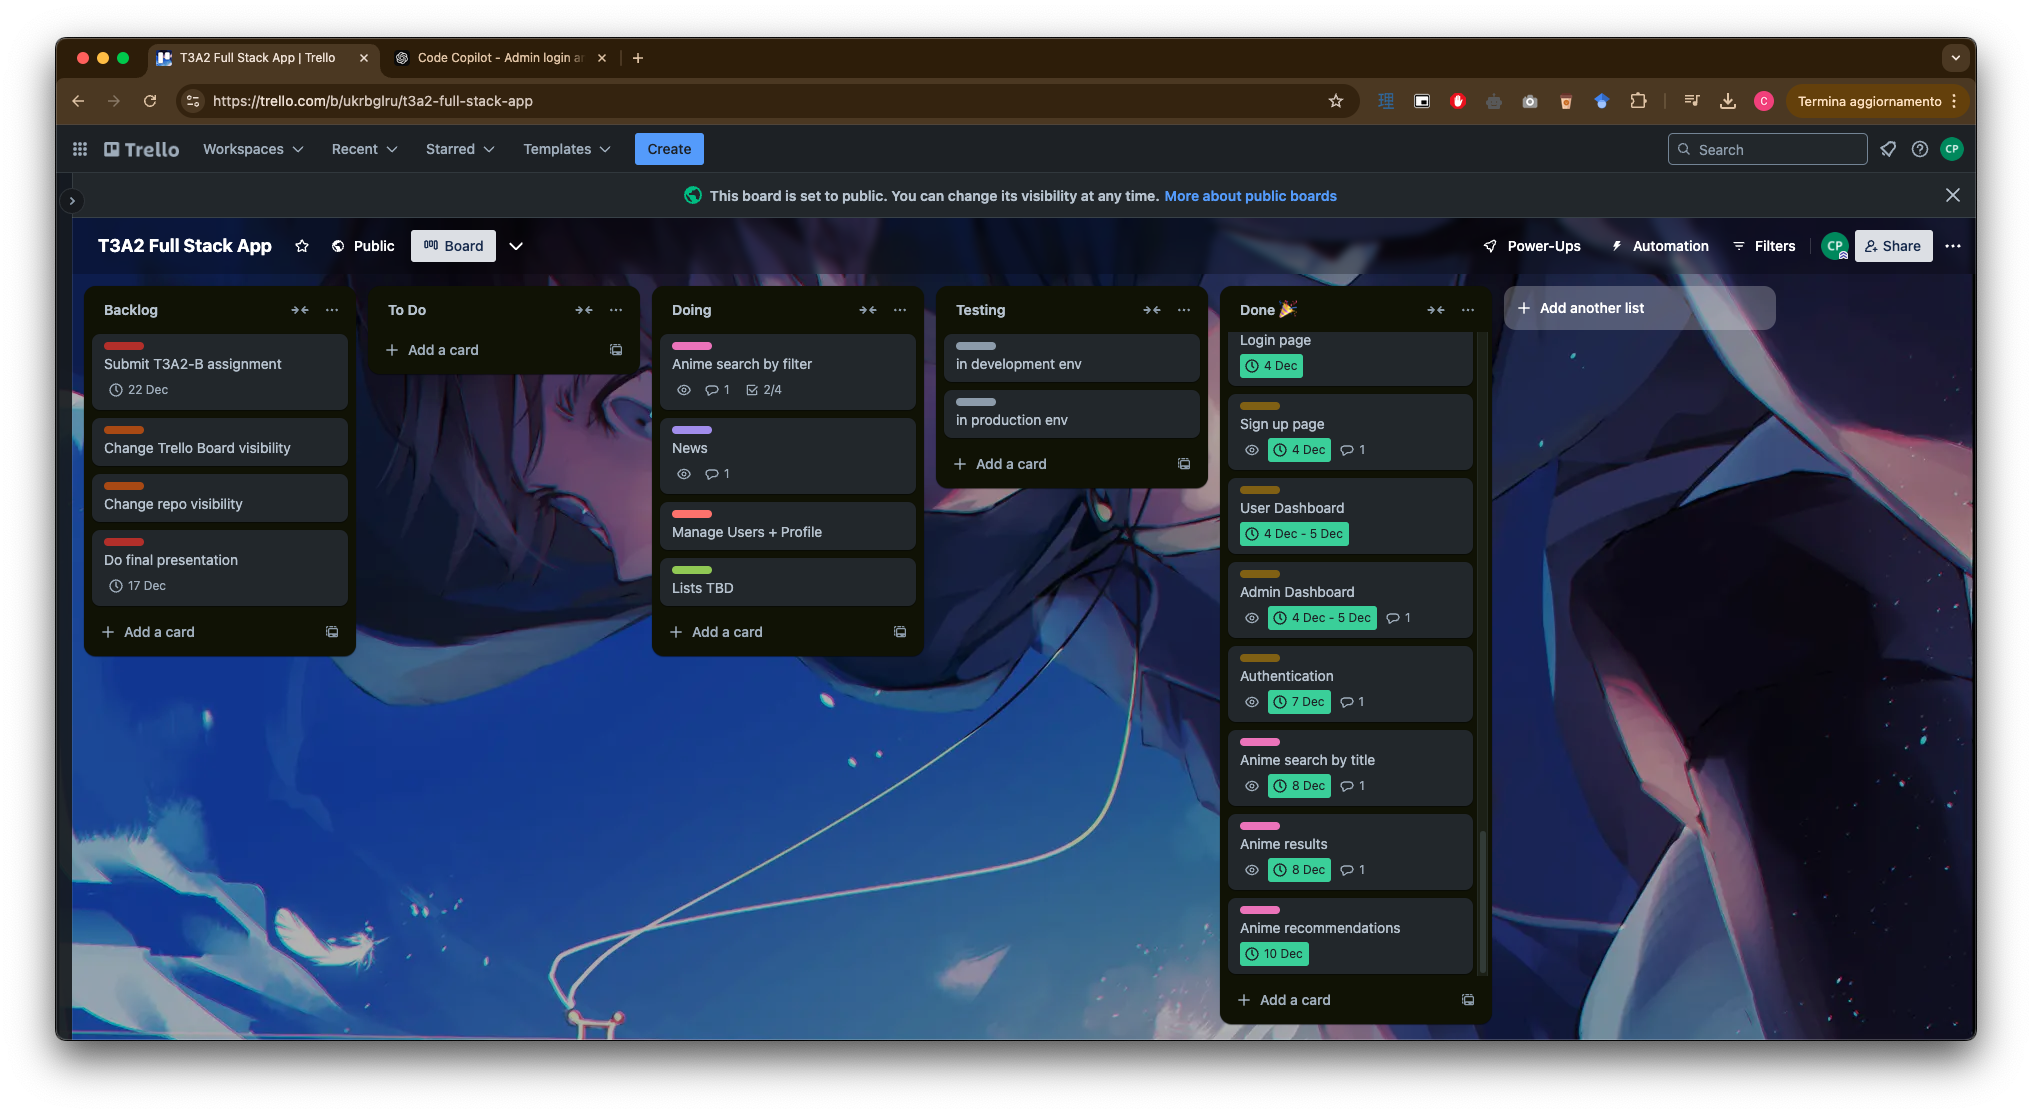 T3A2 Full Stack App | Trello
Code Copilot - Admin login a
https://trello.com/b/ukrbglru/t3a2-full-stack-app
C
Termina aggiornamento
Trello
Workspaces
Recent
Starred
Templates
Create
Search
CP
This board is set to public. You can change its visibility at any time. More about public boards
T3A2 Full Stack App
Public
Board
Power-Ups
Automation
Filters
CP
Share
Backlog
Submit T3A2-B assignment
22 Dec
Change Trello Board visibility
Change repo visibility
Do final presentation
17 Dec
Add a card
To Do
Add a card
Doing
Anime search by filter
1 2/4
News
1
Manage Users + Profile
Lists TBD
Add a card
Testing
in development env
in production env
Add a card
Done 🎉
Login page
4 Dec
Sign up page
4 Dec 1
User Dashboard
4 Dec - 5 Dec
Admin Dashboard
4 Dec - 5 Dec 1
Authentication
7 Dec 1
Anime search by title
8 Dec 1
Anime results
8 Dec 1
Anime recommendations
10 Dec
Add a card
Add another list